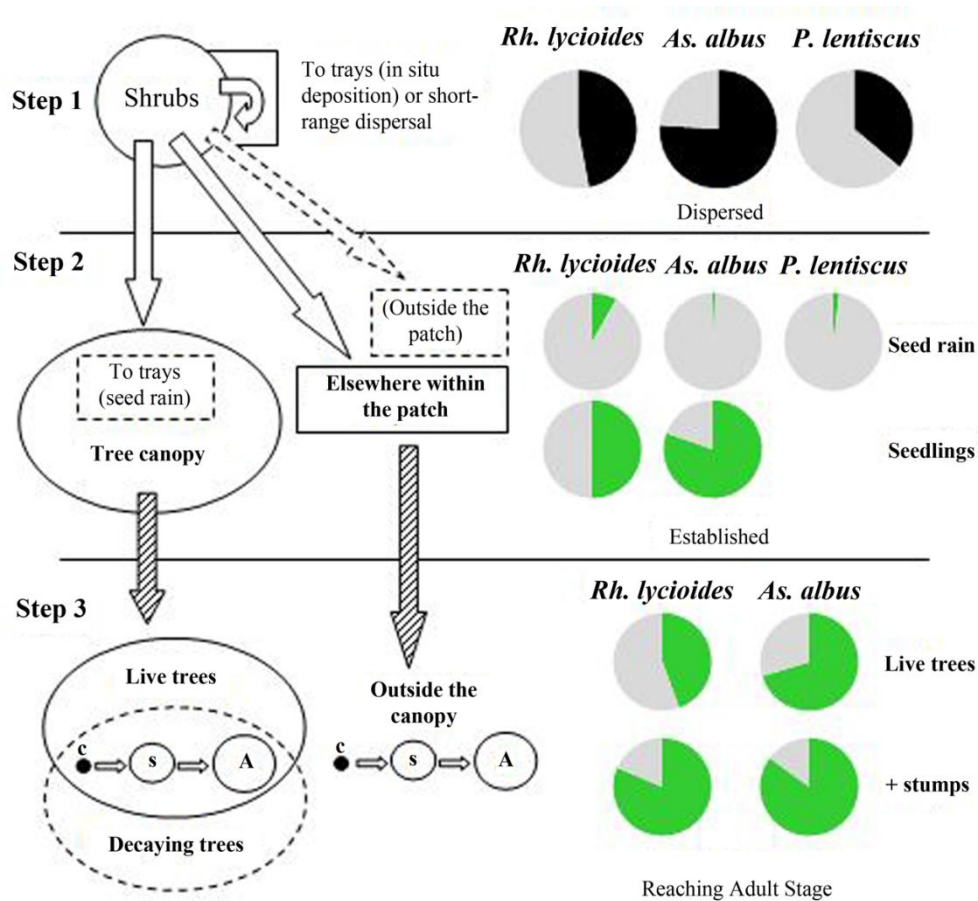 Rh. lycioides As. albus P. lentiscus
Step 1
Shrubs
To trays (in situ
deposition) or short-
range dispersal
Dispersed
Step 2
Rh. lycioides As. albus P. lentiscus
(Outside the
patch)
Seed rain
To trays
(seed rain)
Elsewhere within
the patch
Tree canopy
Seedlings
Established
Step 3
Rh. lycioides As. albus
Live trees
Live trees
Outside the
canopy
c
s
A
c
s
A
+ stumps
Decaying trees
Reaching Adult Stage